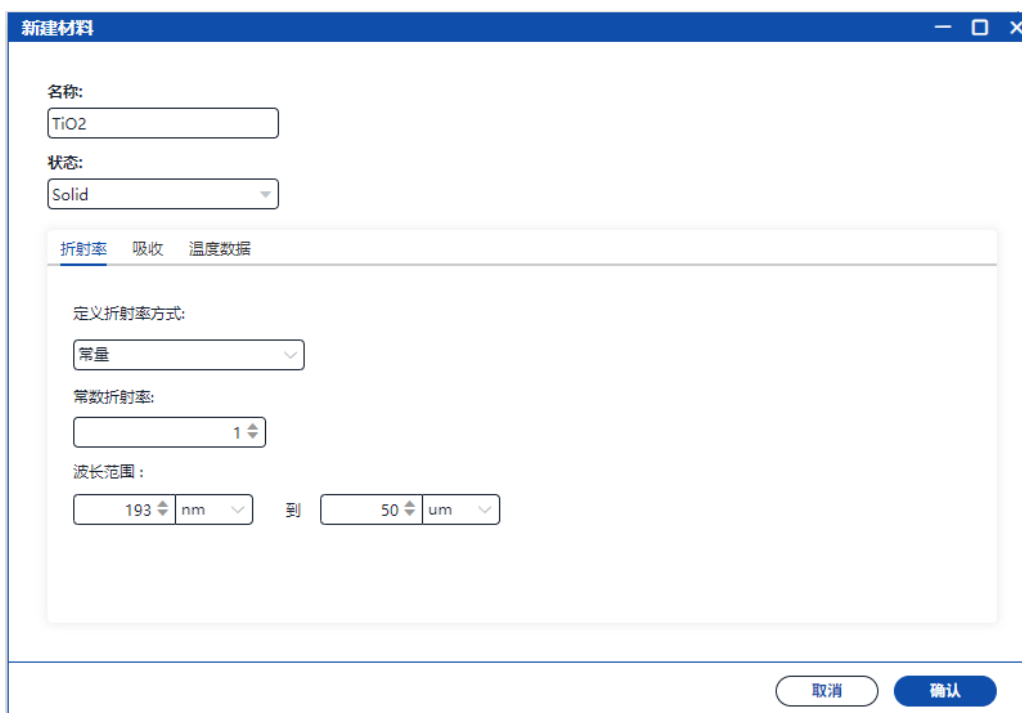 新建材料
名称:
TiO2
状态:
Solid
折射率 吸收 温度数据
定义折射率方式:
常量
常数折射率:
1
波长范围 :
193 nm 到 50 um
取消 确认